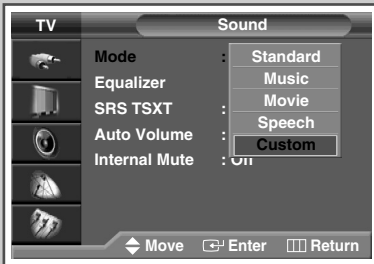 TV Sound
Mode : Standard
Music
Equalizer
Movie
SRS TSXT :
Speech
Auto Volume :
Custom
Internal Mute : Off
Move Enter Return